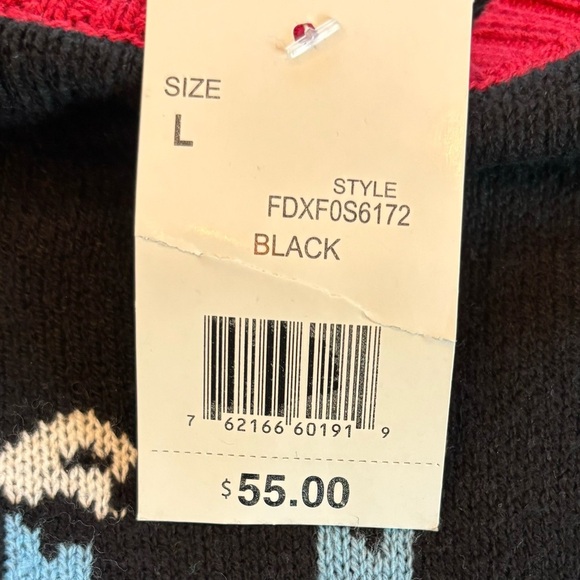 SIZE
L
STYLE
FDXF0S6172
BLACK
7 62166 60191 9
$55.00